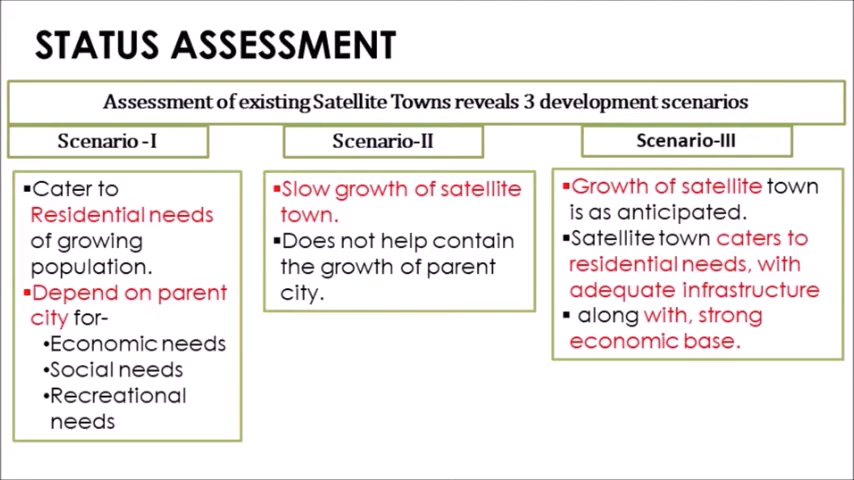 STATUS ASSESSMENT
Assessment of existing Satellite Towns reveals 3 development scenarios
Scenario -I
▪Cater to
Residential needs
of growing
population.
▪Depend on parent
city for-
•Economic needs
•Social needs
•Recreational
needs
Scenario-II
▪Slow growth of satellite
town.
▪Does not help contain
the growth of parent
city.
Scenario-III
▪Growth of satellite town
is as anticipated.
▪Satellite town caters to
residential needs, with
adequate infrastructure
▪ along with, strong
economic base.